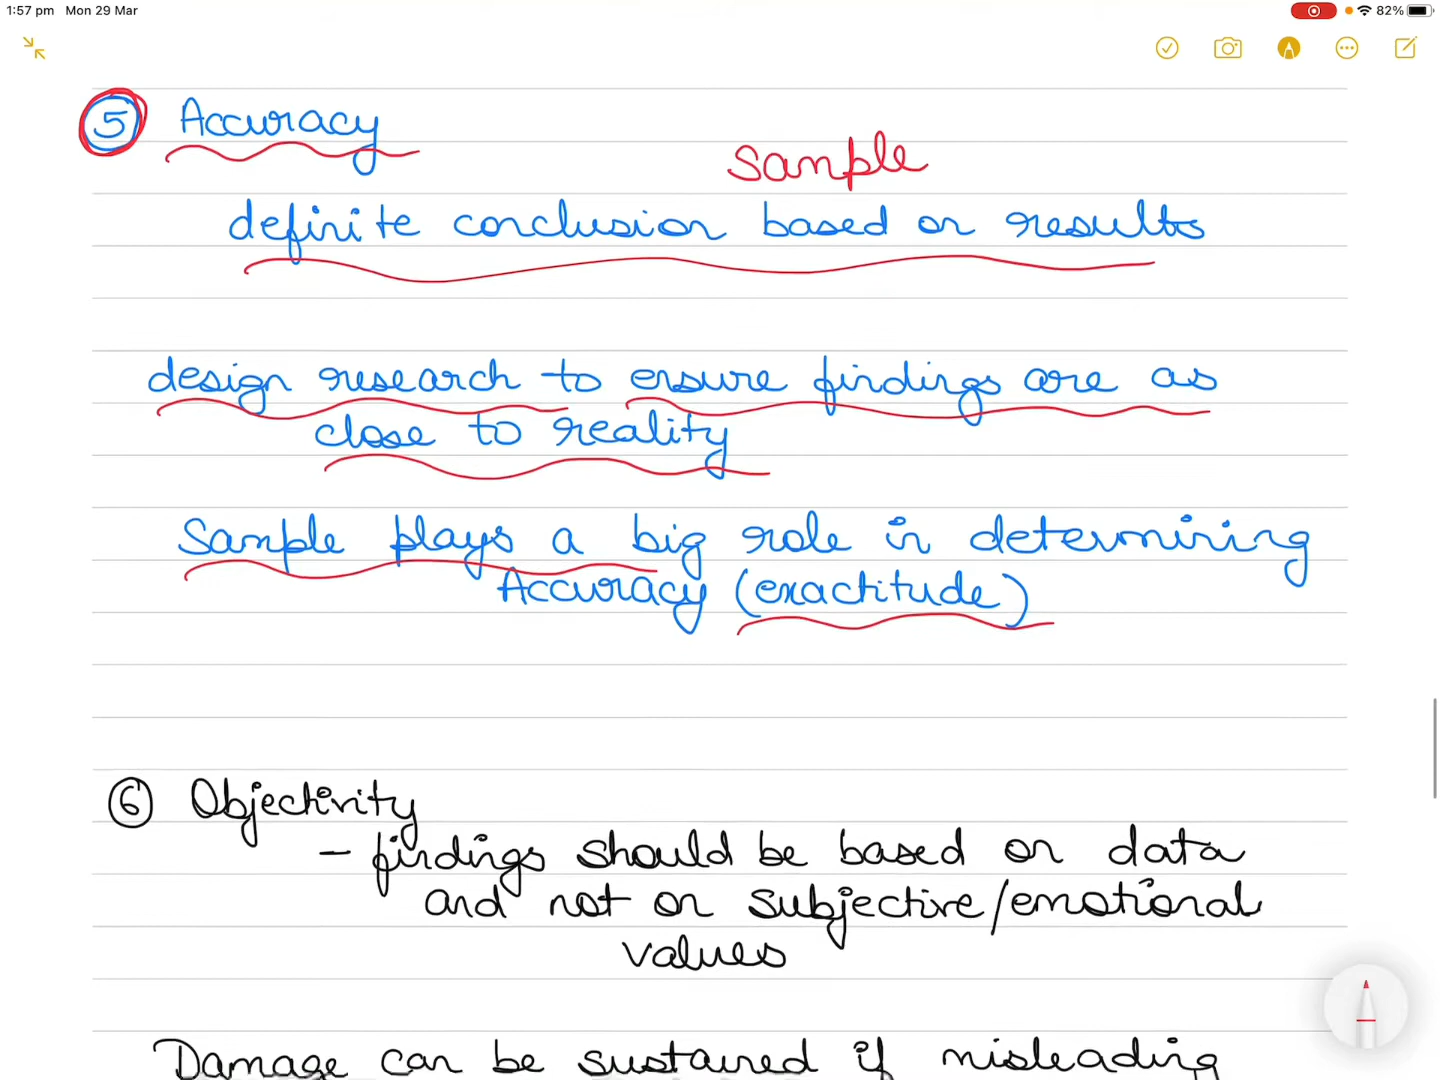 1:57 pm Mon 29 Mar 82%
5 Accuracy
Sample
definite conclusion based on results
design research to ensure findings are as
close to reality
Sample plays a big role in determining
Accuracy (exactitude)
6 Objectivity
- findings should be based on data
and not on subjective/emotional
values
Damage can be sustained if misleading